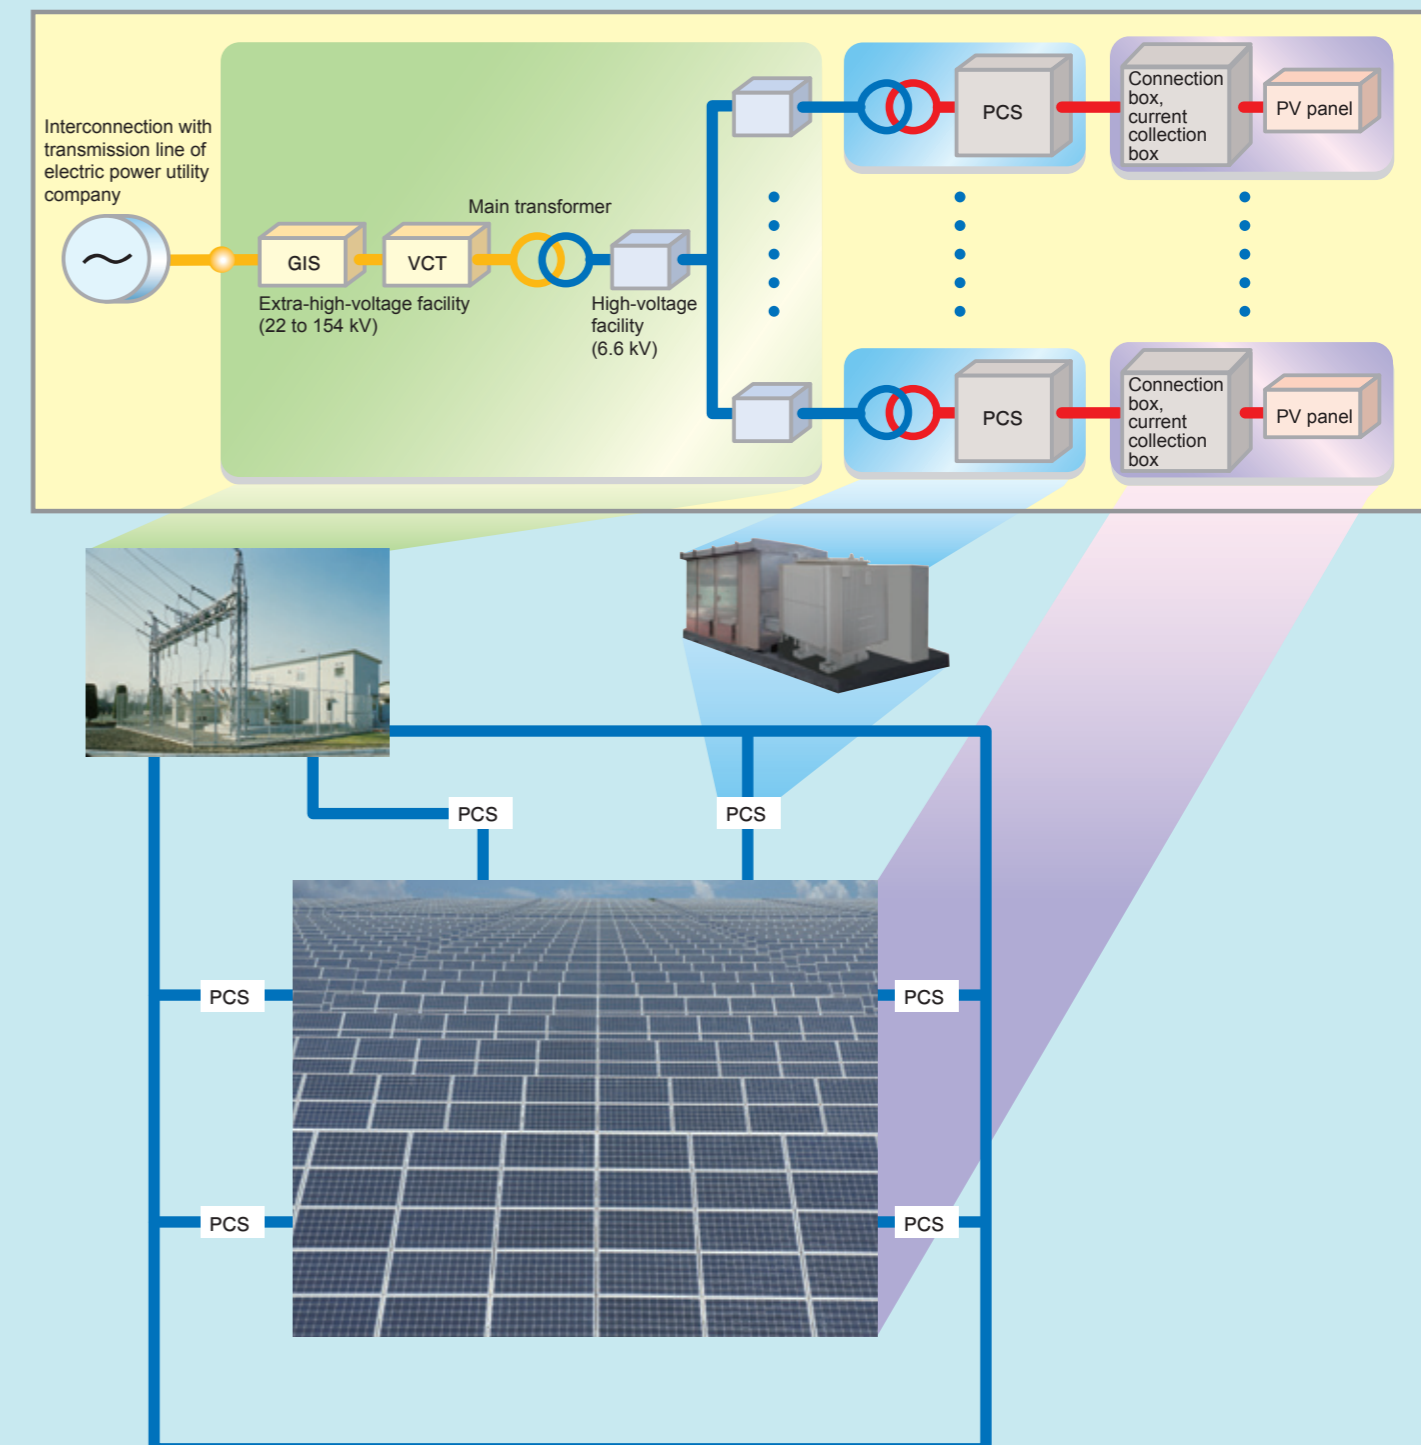 Interconnection with
transmission line of
electric power utility
company
GIS
VCT
Extra-high-voltage facility
(22 to 154 kV)
Main transformer
High-voltage
facility
(6.6 kV)
PCS
Connection
box,
current
collection
box
PV panel
PCS
Connection
box,
current
collection
box
PV panel
PCS
PCS
PCS
PCS
PCS
PCS